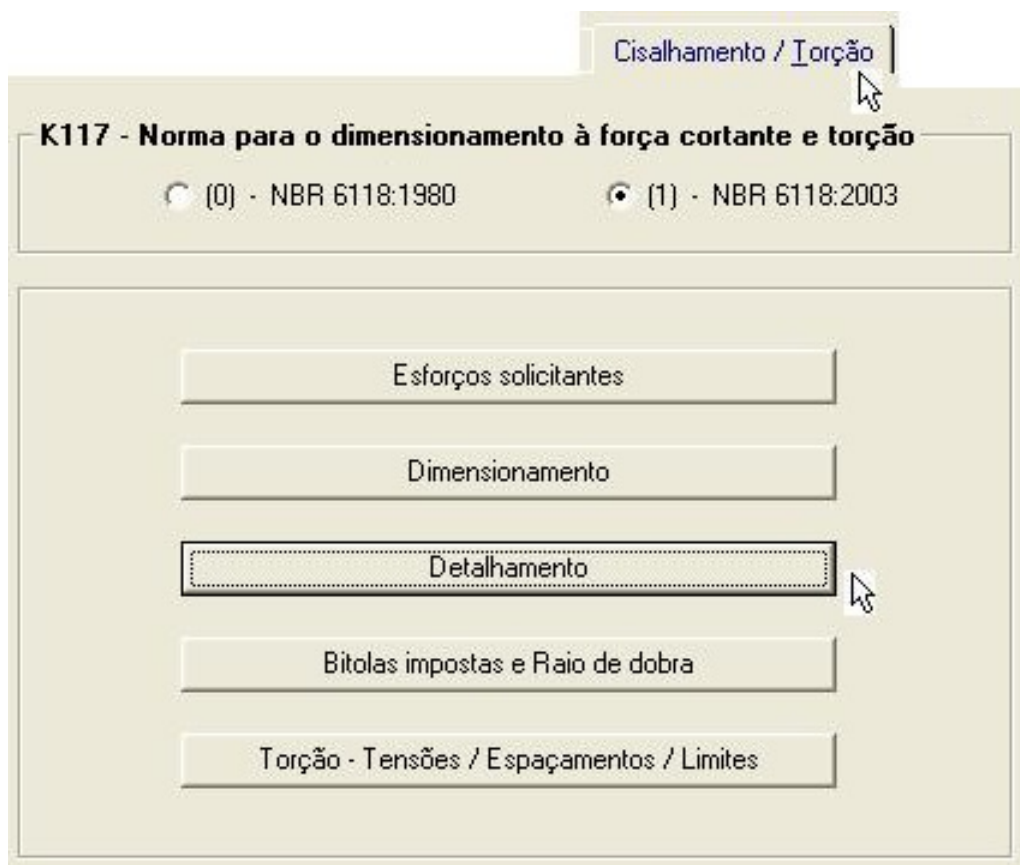 Cisalhamento / Torção
K117 - Norma para o dimensionamento à força cortante e torção
(0) - NBR 6118:1980 (1) - NBR 6118:2003
Esforços solicitantes
Dimensionamento
Detalhamento
Bitolas impostas e Raio de dobra
Torção - Tensões / Espaçamentos / Limites